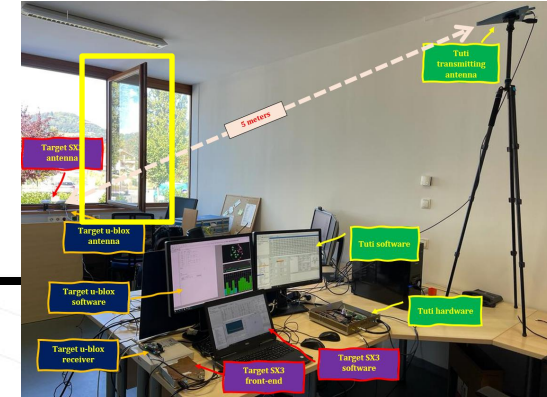 Tuti
transmitting
antenna
5 meters
Target SX3
antenna
Target u-blox
antenna
Tuti software
Target u-blox
software
Tuti hardware
Target u-blox
receiver
Target SX3
front-end
Target SX3
software